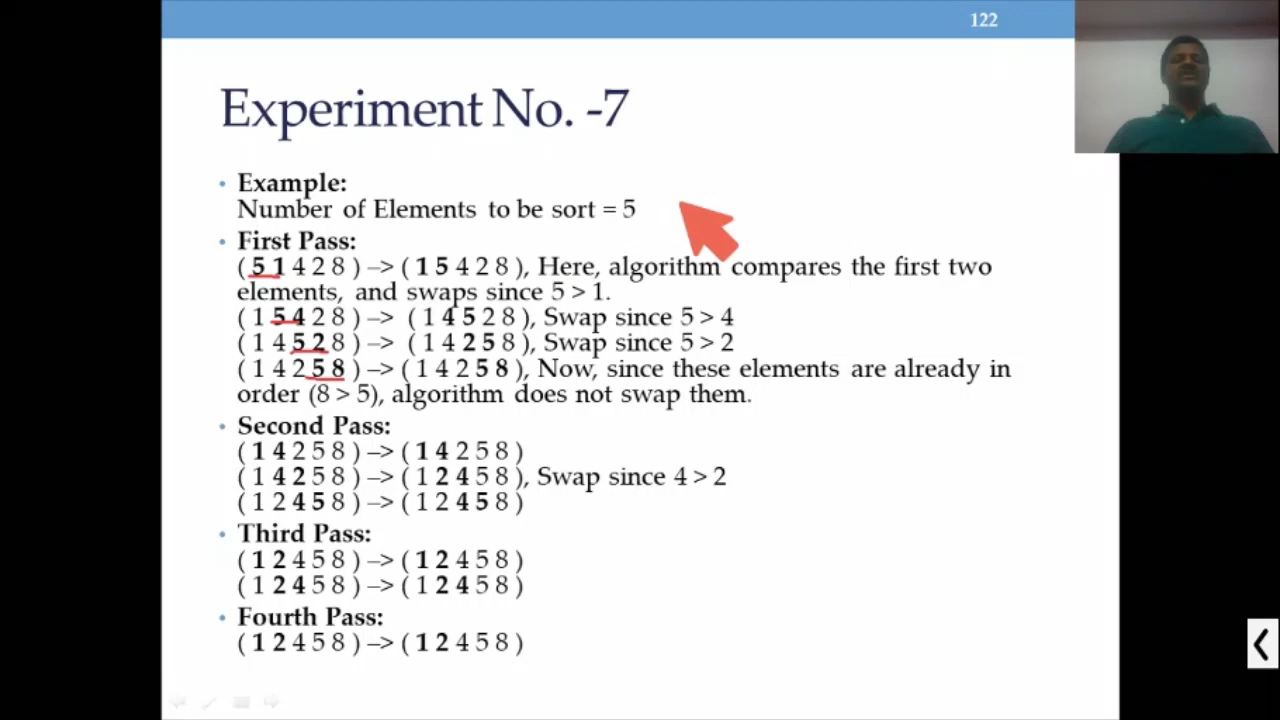 122
Experiment No. -7
• Example:
Number of Elements to be sort = 5
• First Pass:
( 5 1 4 2 8 ) –> ( 1 5 4 2 8 ), Here, algorithm compares the first two
elements, and swaps since 5 > 1.
( 1 5 4 2 8 ) –> ( 1 4 5 2 8 ), Swap since 5 > 4
( 1 4 5 2 8 ) –> ( 1 4 2 5 8 ), Swap since 5 > 2
( 1 4 2 5 8 ) –> ( 1 4 2 5 8 ), Now, since these elements are already in
order (8 > 5), algorithm does not swap them.
• Second Pass:
( 1 4 2 5 8 ) –> ( 1 4 2 5 8 )
( 1 4 2 5 8 ) –> ( 1 2 4 5 8 ), Swap since 4 > 2
( 1 2 4 5 8 ) –> ( 1 2 4 5 8 )
• Third Pass:
( 1 2 4 5 8 ) –> ( 1 2 4 5 8 )
( 1 2 4 5 8 ) –> ( 1 2 4 5 8 )
• Fourth Pass:
( 1 2 4 5 8 ) –> ( 1 2 4 5 8 )